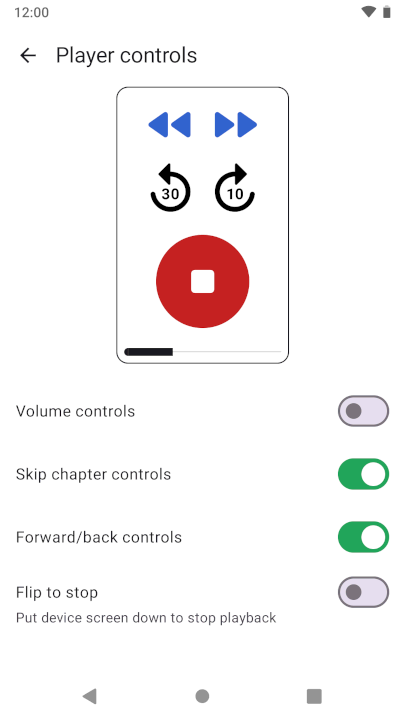 12:00
Player controls
30 10
Volume controls
Skip chapter controls
Forward/back controls
Flip to stop
Put device screen down to stop playback